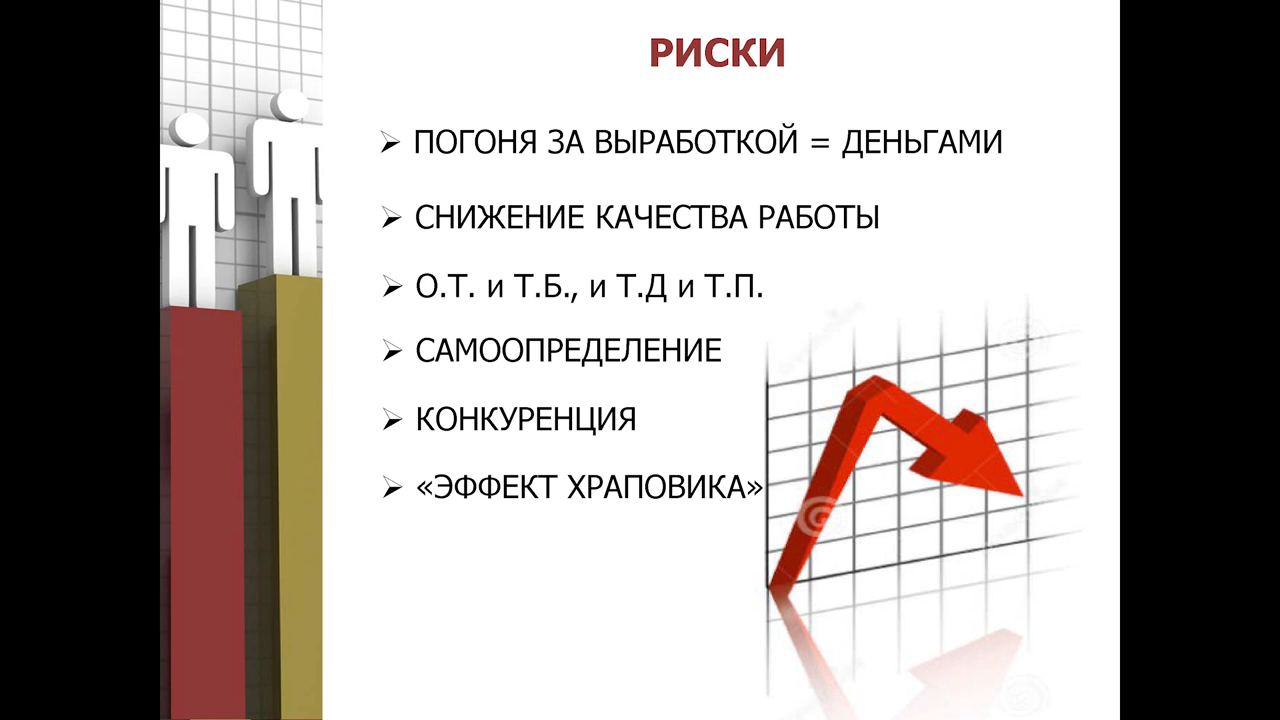 РИСКИ
ПОГОНЯ ЗА ВЫРАБОТКОЙ = ДЕНЬГАМИ
СНИЖЕНИЕ КАЧЕСТВА РАБОТЫ
О.Т. и Т.Б., и Т.Д и Т.П.
САМООПРЕДЕЛЕНИЕ
КОНКУРЕНЦИЯ
«ЭФФЕКТ ХРАПОВИКА»